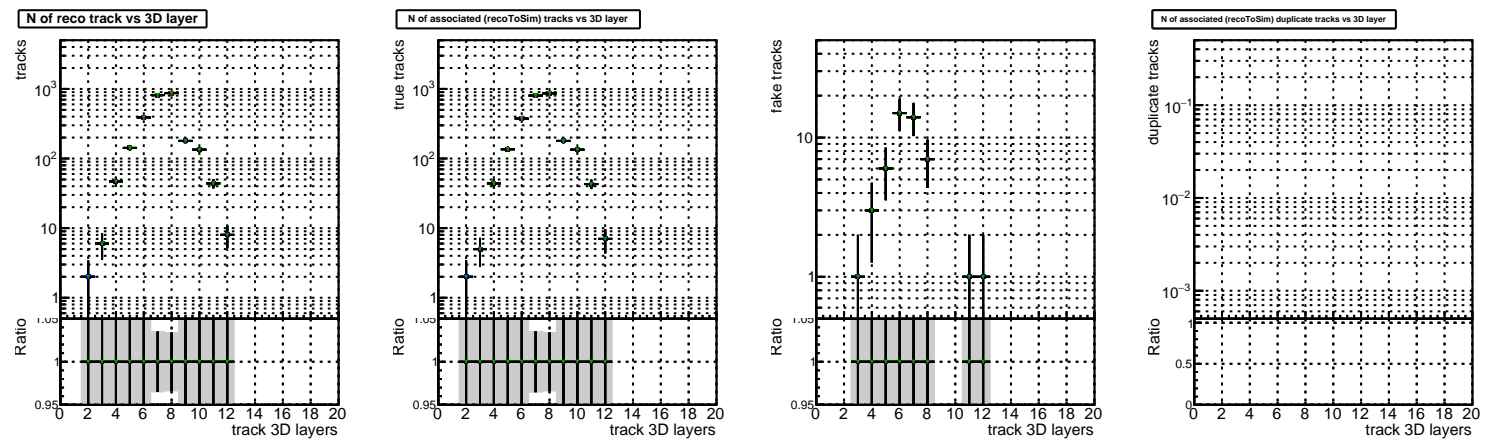 N of reco track vs 3D layer
tracks
10³
10²
10
1
Ratio
1.05
1
0.95
0 2 4 6 8 10 12 14 16 18 20
track 3D layers
N of associated (recoToSim) tracks vs 3D layer
true tracks
10³
10²
10
1
Ratio
1.05
1
0.95
0 2 4 6 8 10 12 14 16 18 20
track 3D layers
fake tracks
10
1
Ratio
1.05
1
0.95
0 2 4 6 8 10 12 14 16 18 20
track 3D layers
N of associated (recoToSim) duplicate tracks vs 3D layer
duplicate tracks
10⁻¹
10⁻²
10⁻³
Ratio
1
0.5
0
0 2 4 6 8 10 12 14 16 18 20
track 3D layers